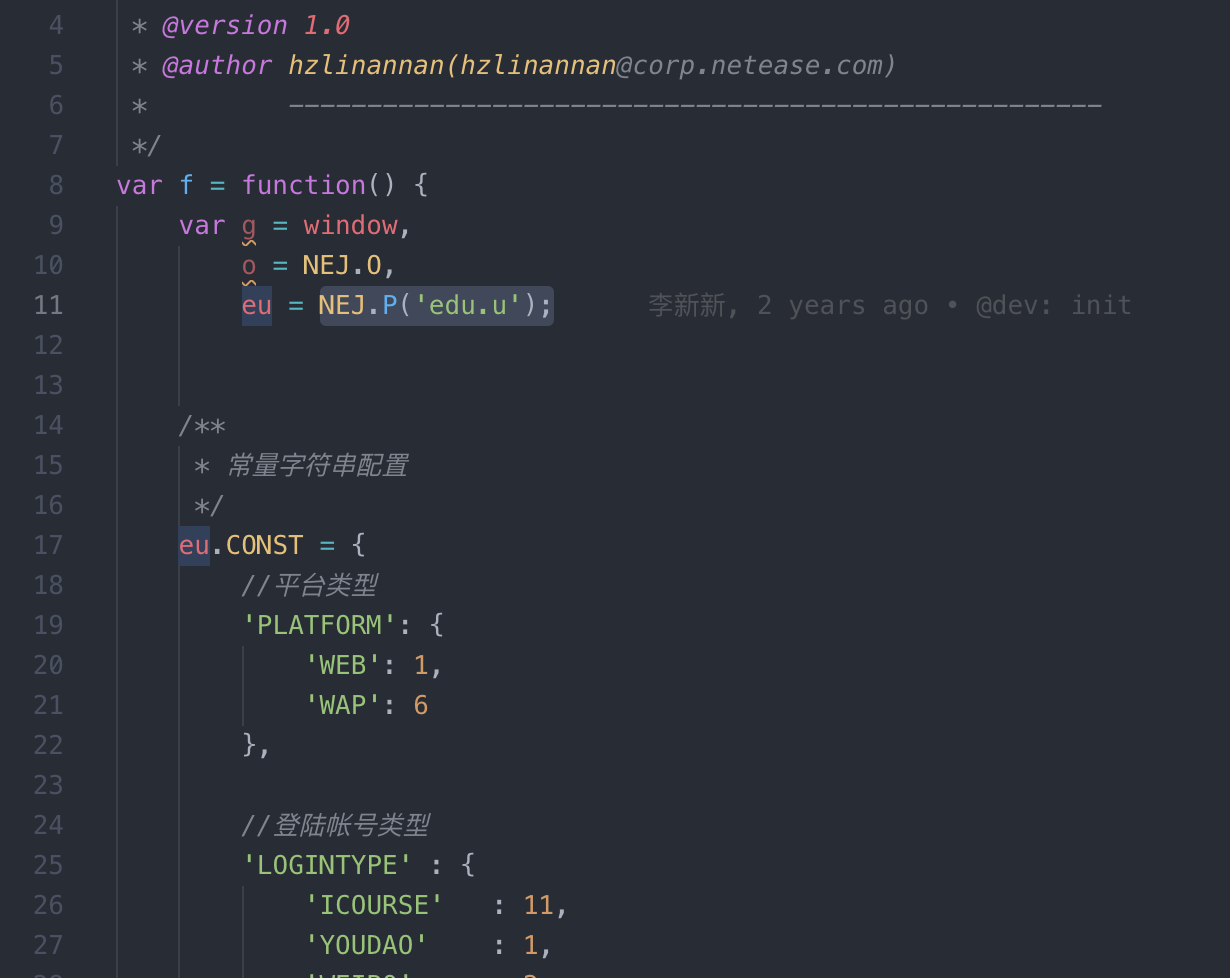 4 * @version 1.0
5 * @author hzlinannan(hzlinannan@corp.netease.com)
6 * ----------------------------------------------------
7 */
8 var f = function() {
9 var g = window,
10 o = NEJ.O,
11 eu = NEJ.P('edu.u'); 李新新, 2 years ago • @dev: init
12
13
14 /**
15 * 常量字符串配置
16 */
17 eu.CONST = {
18 //平台类型
19 'PLATFORM': {
20 'WEB': 1,
21 'WAP': 6
22 },
23
24 //登陆帐号类型
25 'LOGINTYPE' : {
26 'ICOURSE' : 11,
27 'YOUDAO' : 1,